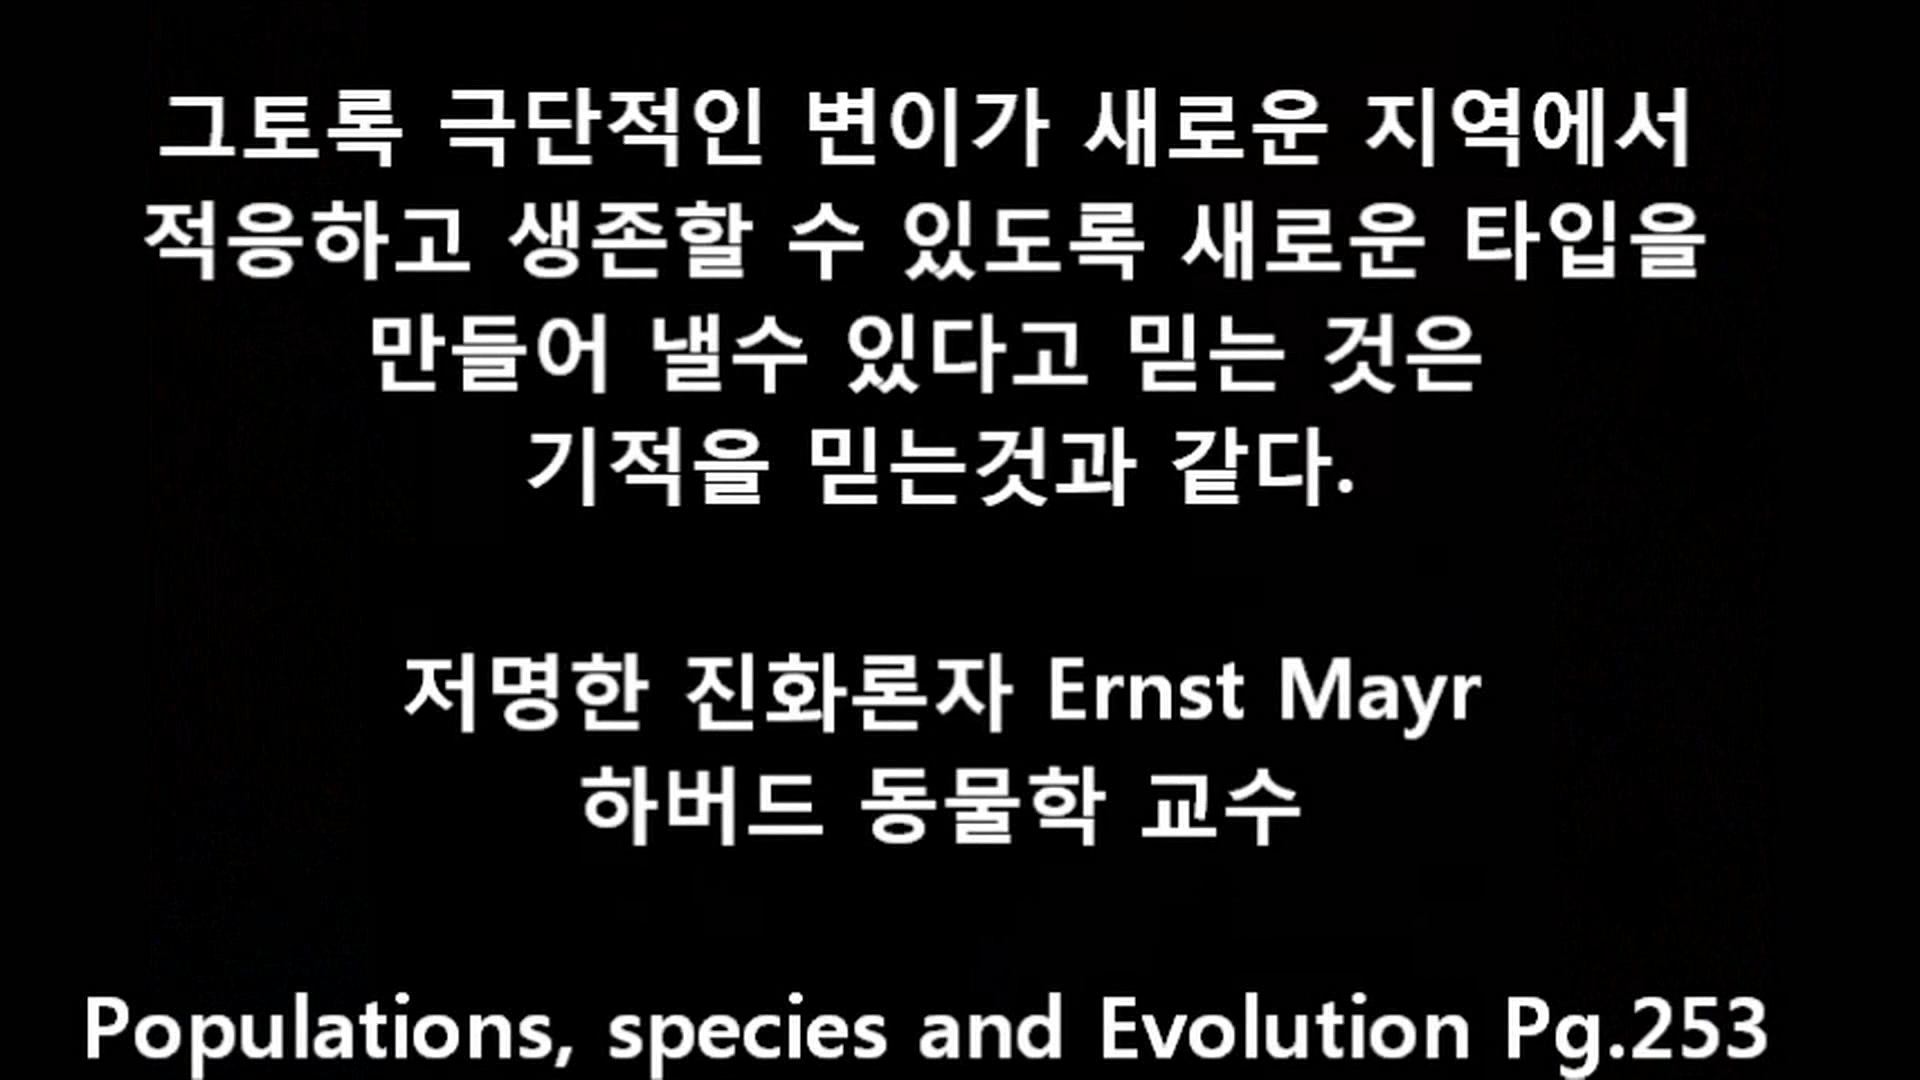 그토록 극단적인 변이가 새로운 지역에서
적응하고 생존할 수 있도록 새로운 타입을
만들어 낼수 있다고 믿는 것은
기적을 믿는것과 같다.
저명한 진화론자 Ernst Mayr
하버드 동물학 교수
Populations, species and Evolution Pg.253